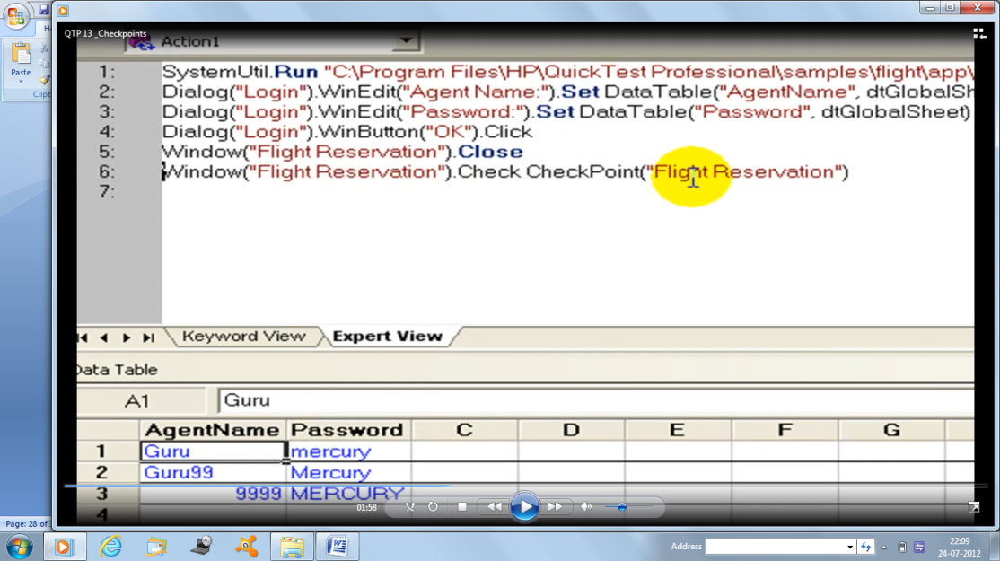 QTP 13 _Checkpoints
Paste
Clipb
Action1
1: SystemUtil.Run "C:\Program Files\HP\QuickTest Professional\samples\flight\app\
2: Dialog("Login").WinEdit("Agent Name:").Set DataTable("AgentName", dtGlobalSh
3: Dialog("Login").WinEdit("Password:").Set DataTable("Password", dtGlobalSheet)
4: Dialog("Login").WinButton("OK").Click
5: Window("Flight Reservation").Close
6: Window("Flight Reservation").Check CheckPoint("Flight Reservation")
7:
Keyword View Expert View
Data Table
A1 Guru
AgentName Password C D E F G
1 Guru mercury
2 Guru99 Mercury
3 9999 MERCURY
4
01:58
Page: 28 of
Address
22:09
24-07-2012